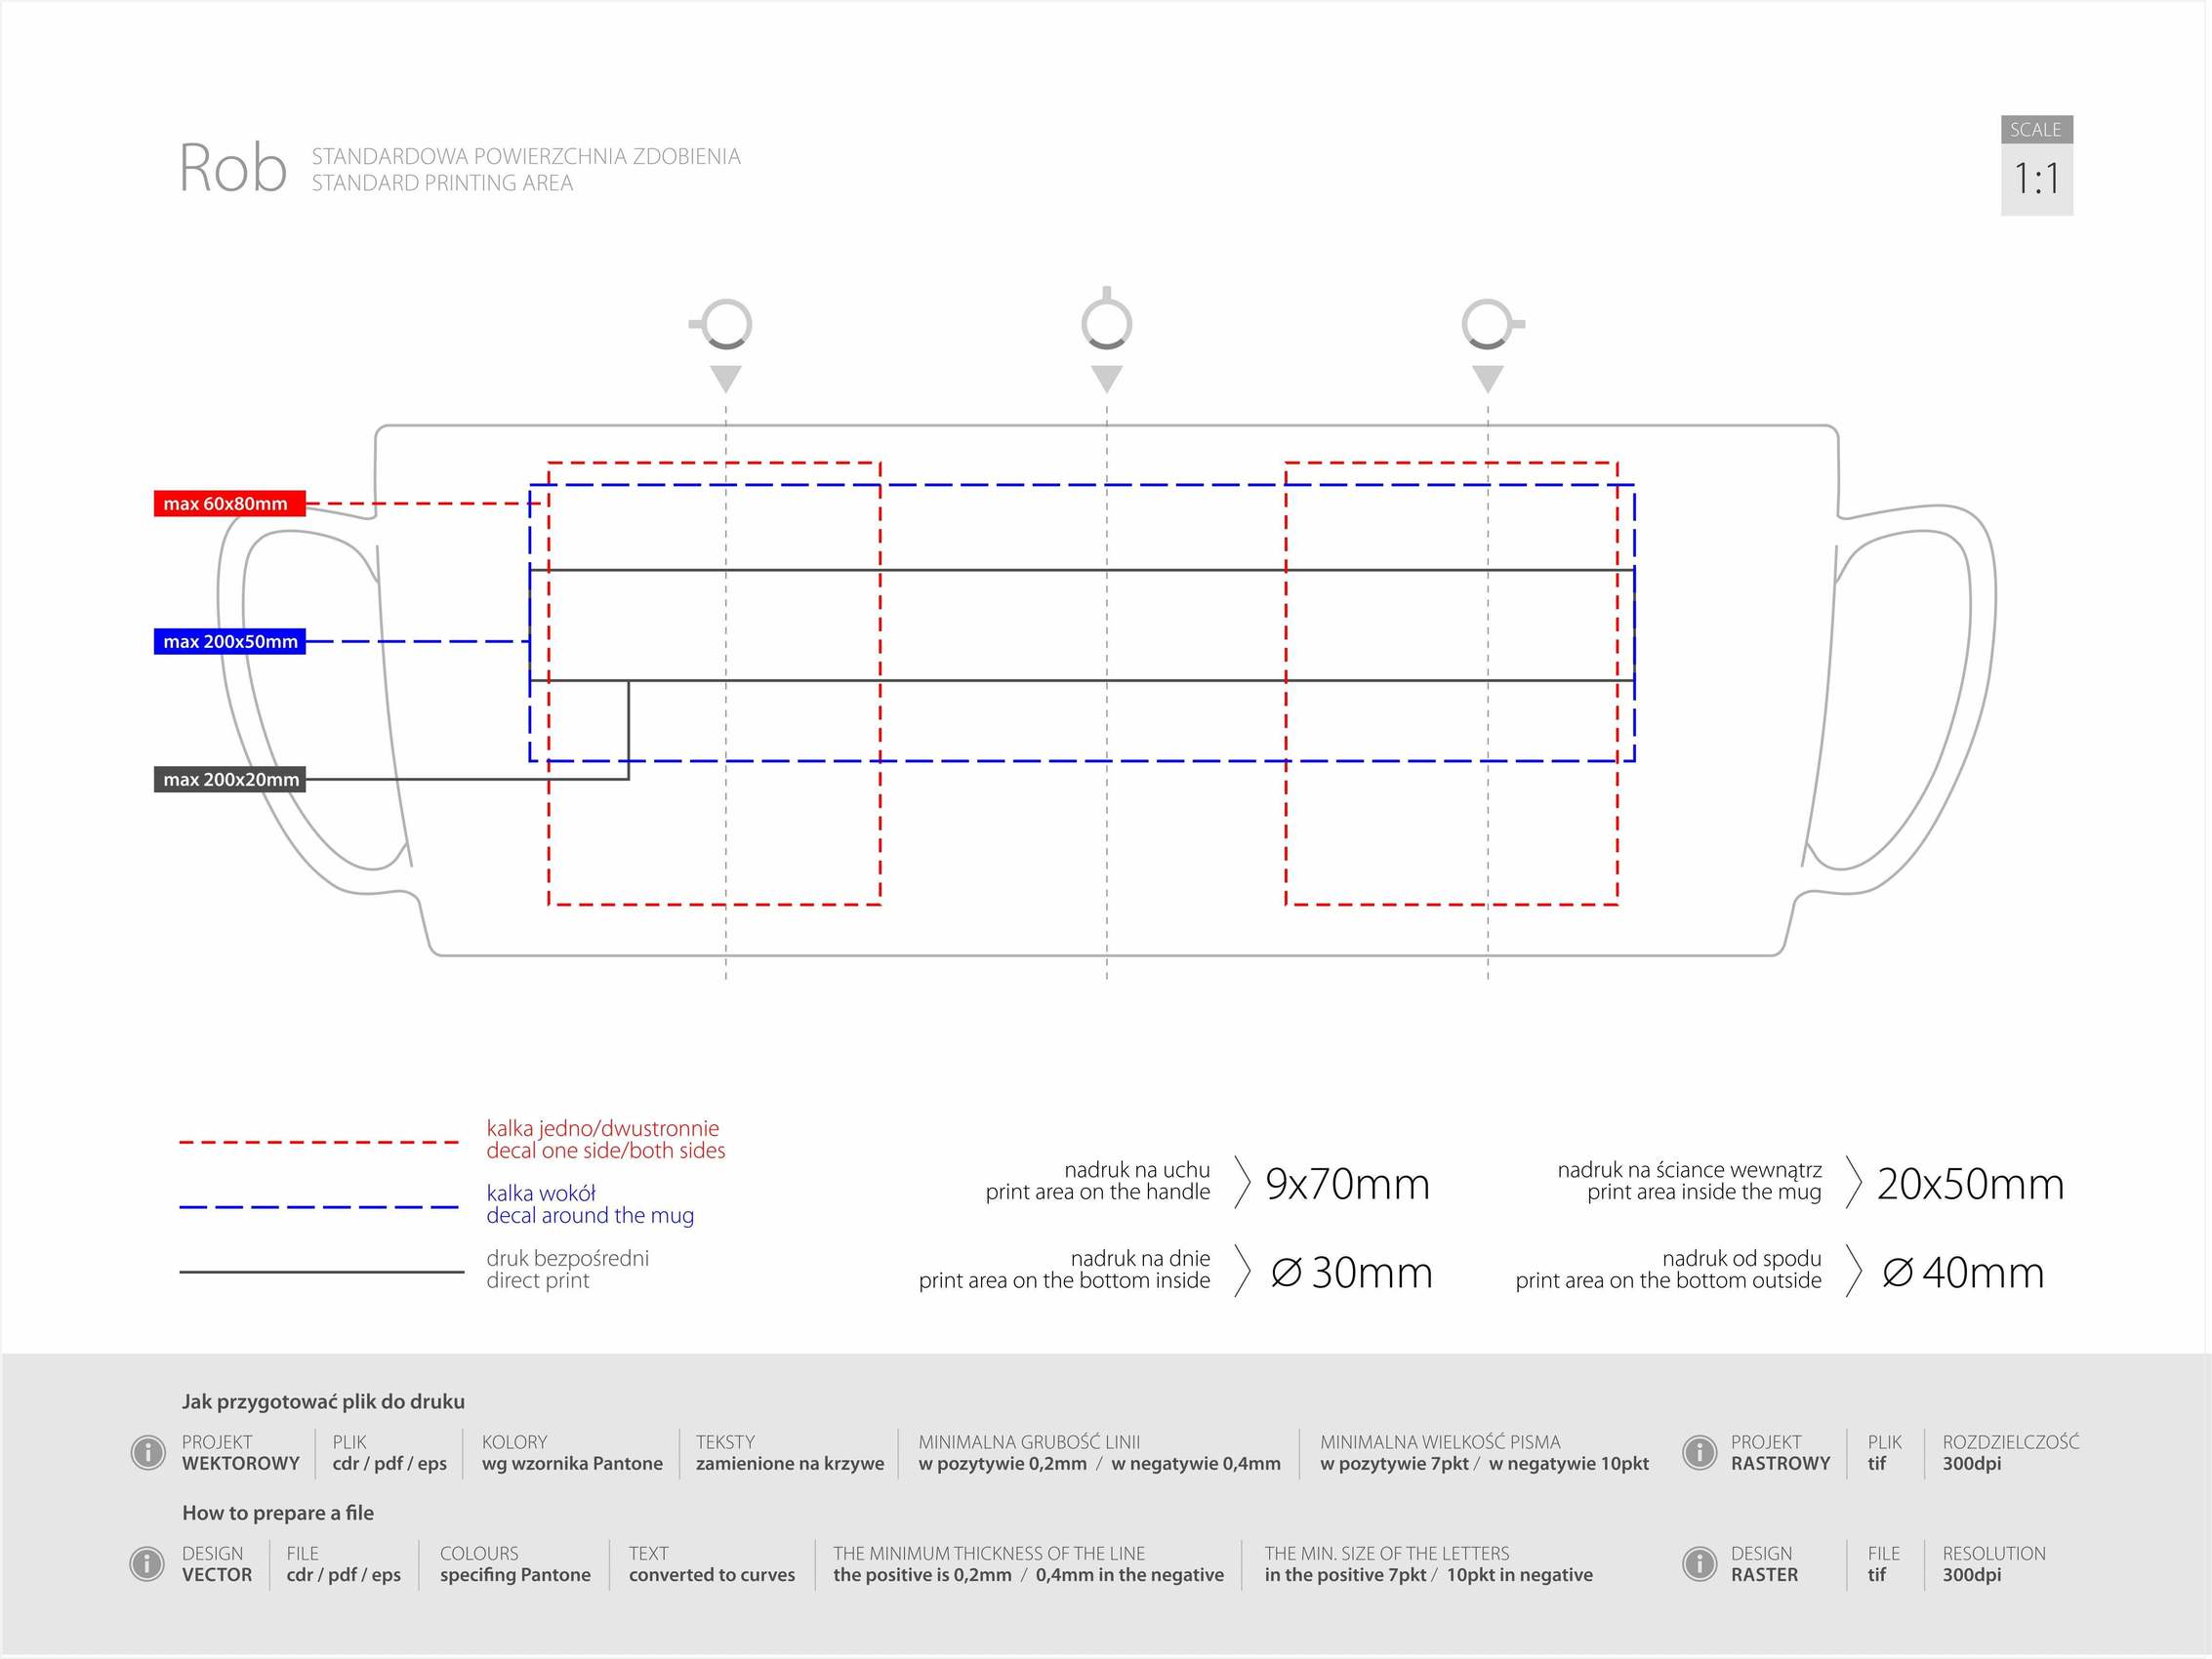 Rob
STANDARDOWA POWIERZCHNIA ZDOBIENIA
STANDARD PRINTING AREA
SCALE
1:1
max 60x80mm
max 200x50mm
max 200x20mm
kalka jedno/dwustronnie
decal one side/both sides
kalka wokół
decal around the mug
druk bezpośredni
direct print
nadruk na uchu
print area on the handle
9x70mm
nadruk na ściance wewnątrz
print area inside the mug
20x50mm
nadruk na dnie
print area on the bottom inside
Ø 30mm
nadruk od spodu
print area on the bottom outside
Ø 40mm
Jak przygotować plik do druku
PROJEKT
WEKTOROWY
PLIK
cdr / pdf / eps
KOLORY
wg wzornika Pantone
TEKSTY
zamienione na krzywe
MINIMALNA GRUBOŚĆ LINII
w pozytywie 0,2mm / w negatywie 0,4mm
MINIMALNA WIELKOŚĆ PISMA
w pozytywie 7pkt / w negatywie 10pkt
PROJEKT
RASTROWY
PLIK
tif
ROZDZIELCZOŚĆ
300dpi
How to prepare a file
DESIGN
VECTOR
FILE
cdr / pdf / eps
COLOURS
specifing Pantone
TEXT
converted to curves
THE MINIMUM THICKNESS OF THE LINE
the positive is 0,2mm / 0,4mm in the negative
THE MIN. SIZE OF THE LETTERS
in the positive 7pkt / 10pkt in negative
DESIGN
RASTER
FILE
tif
RESOLUTION
300dpi